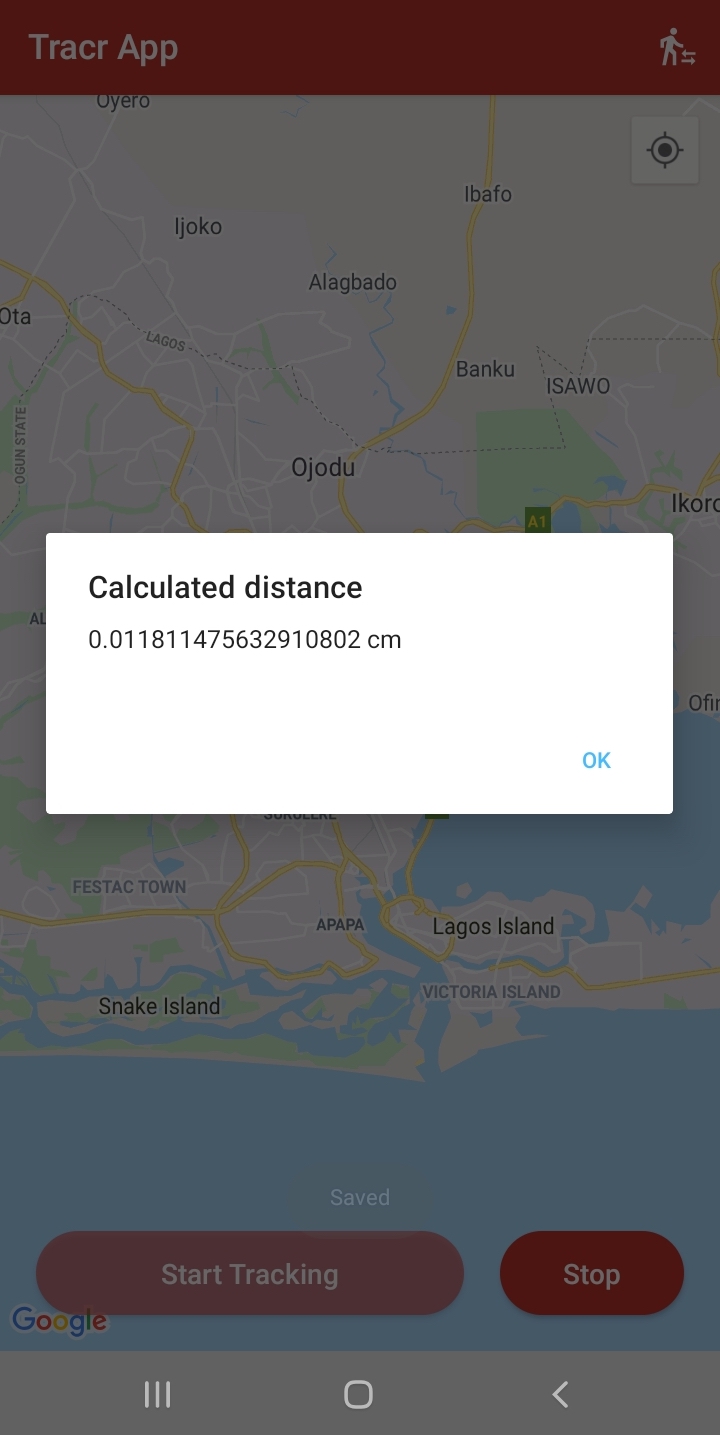 Tracr App
Oyero
Ibafo
Ijoko
Alagbado
Ota
LAGOS
Banku
ISAWO
OGUN STATE
Ojodu
Ikoro
A1
Calculated distance
0.011811475632910802 cm
AL
Ofin
OK
SURULERE
FESTAC TOWN
APAPA
Lagos Island
VICTORIA ISLAND
Snake Island
Saved
Start Tracking
Stop
Google